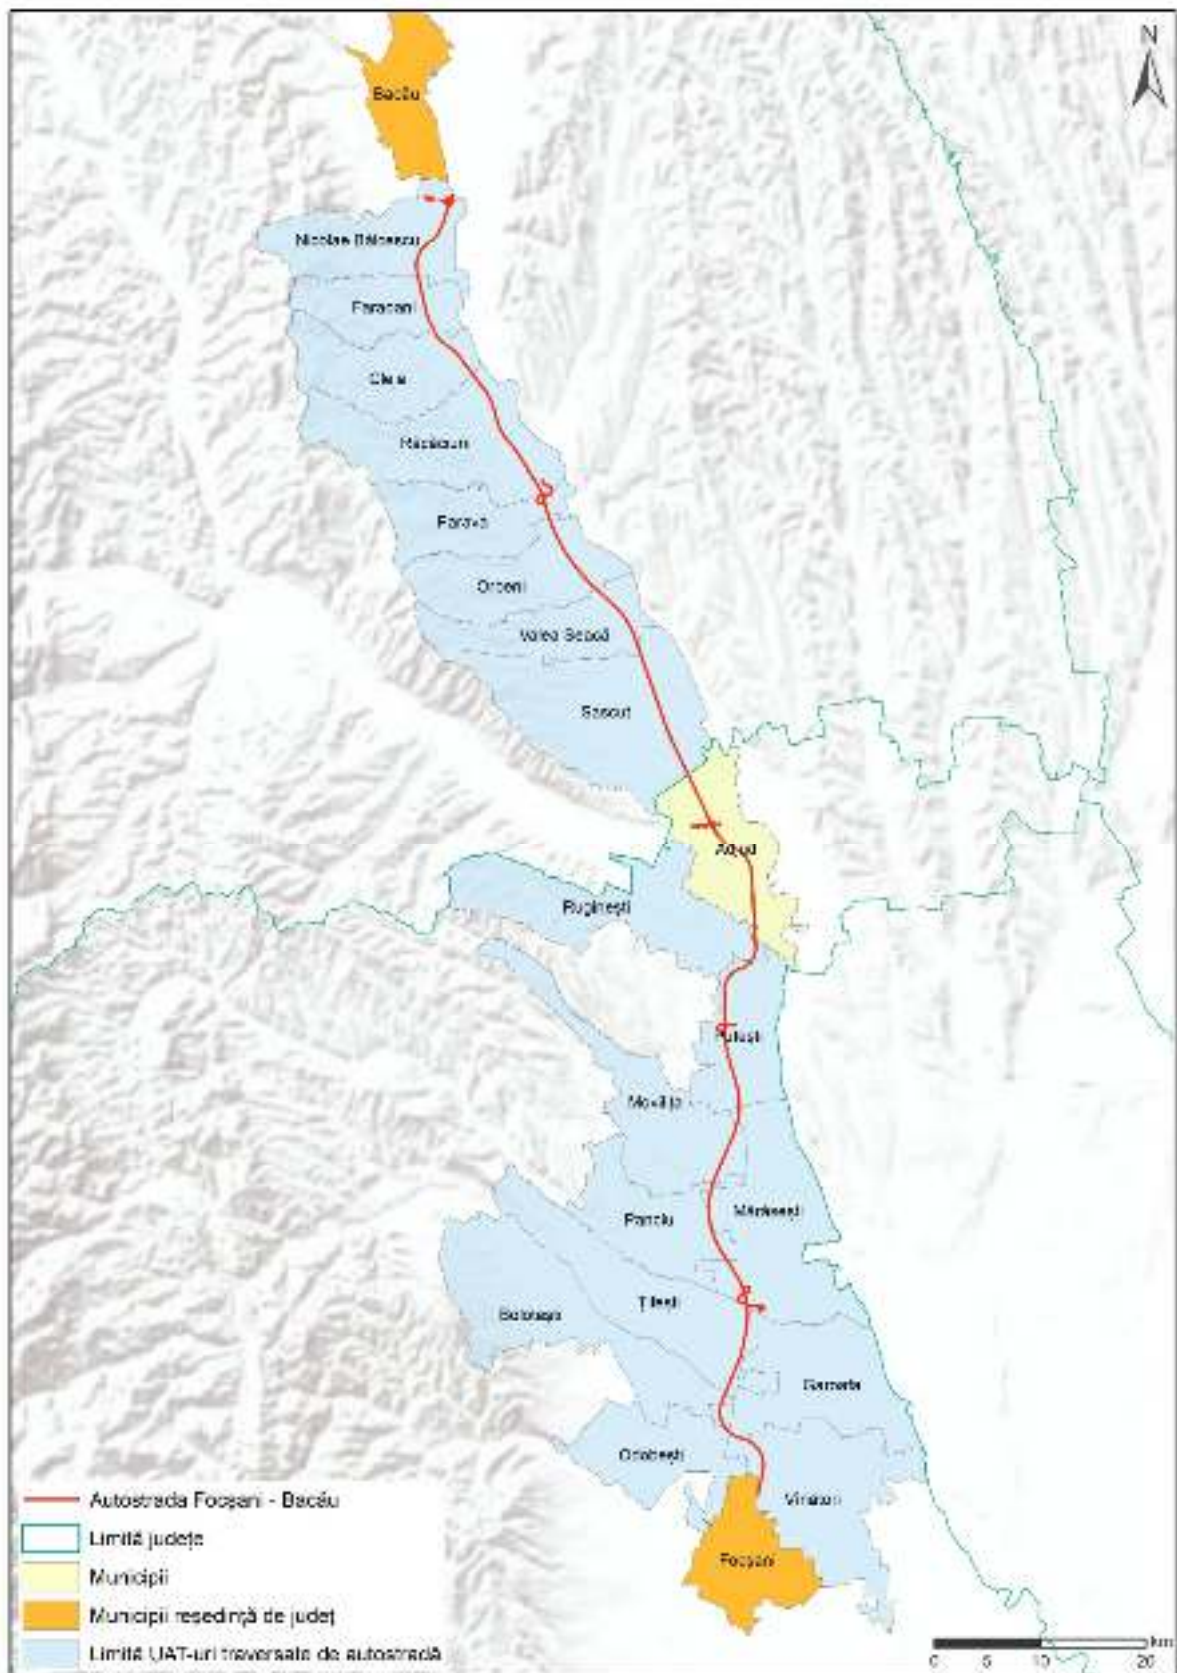 N
Bacău
Nicolae Bălcescu
Faraoani
Cleja
Răcăciuni
Parava
Orbeni
Valea Seacă
Sascut
Adjud
Ruginești
Pufești
Movilița
Panciu
Mărășești
Țifești
Bolotești
Garoafa
Odobești
Vînători
Focșani
Autostrada Focșani - Bacău
Limită județe
Municipii
Municipii reședință de județ
Limită UAT-uri traversate de autostradă
km
0 5 10 20